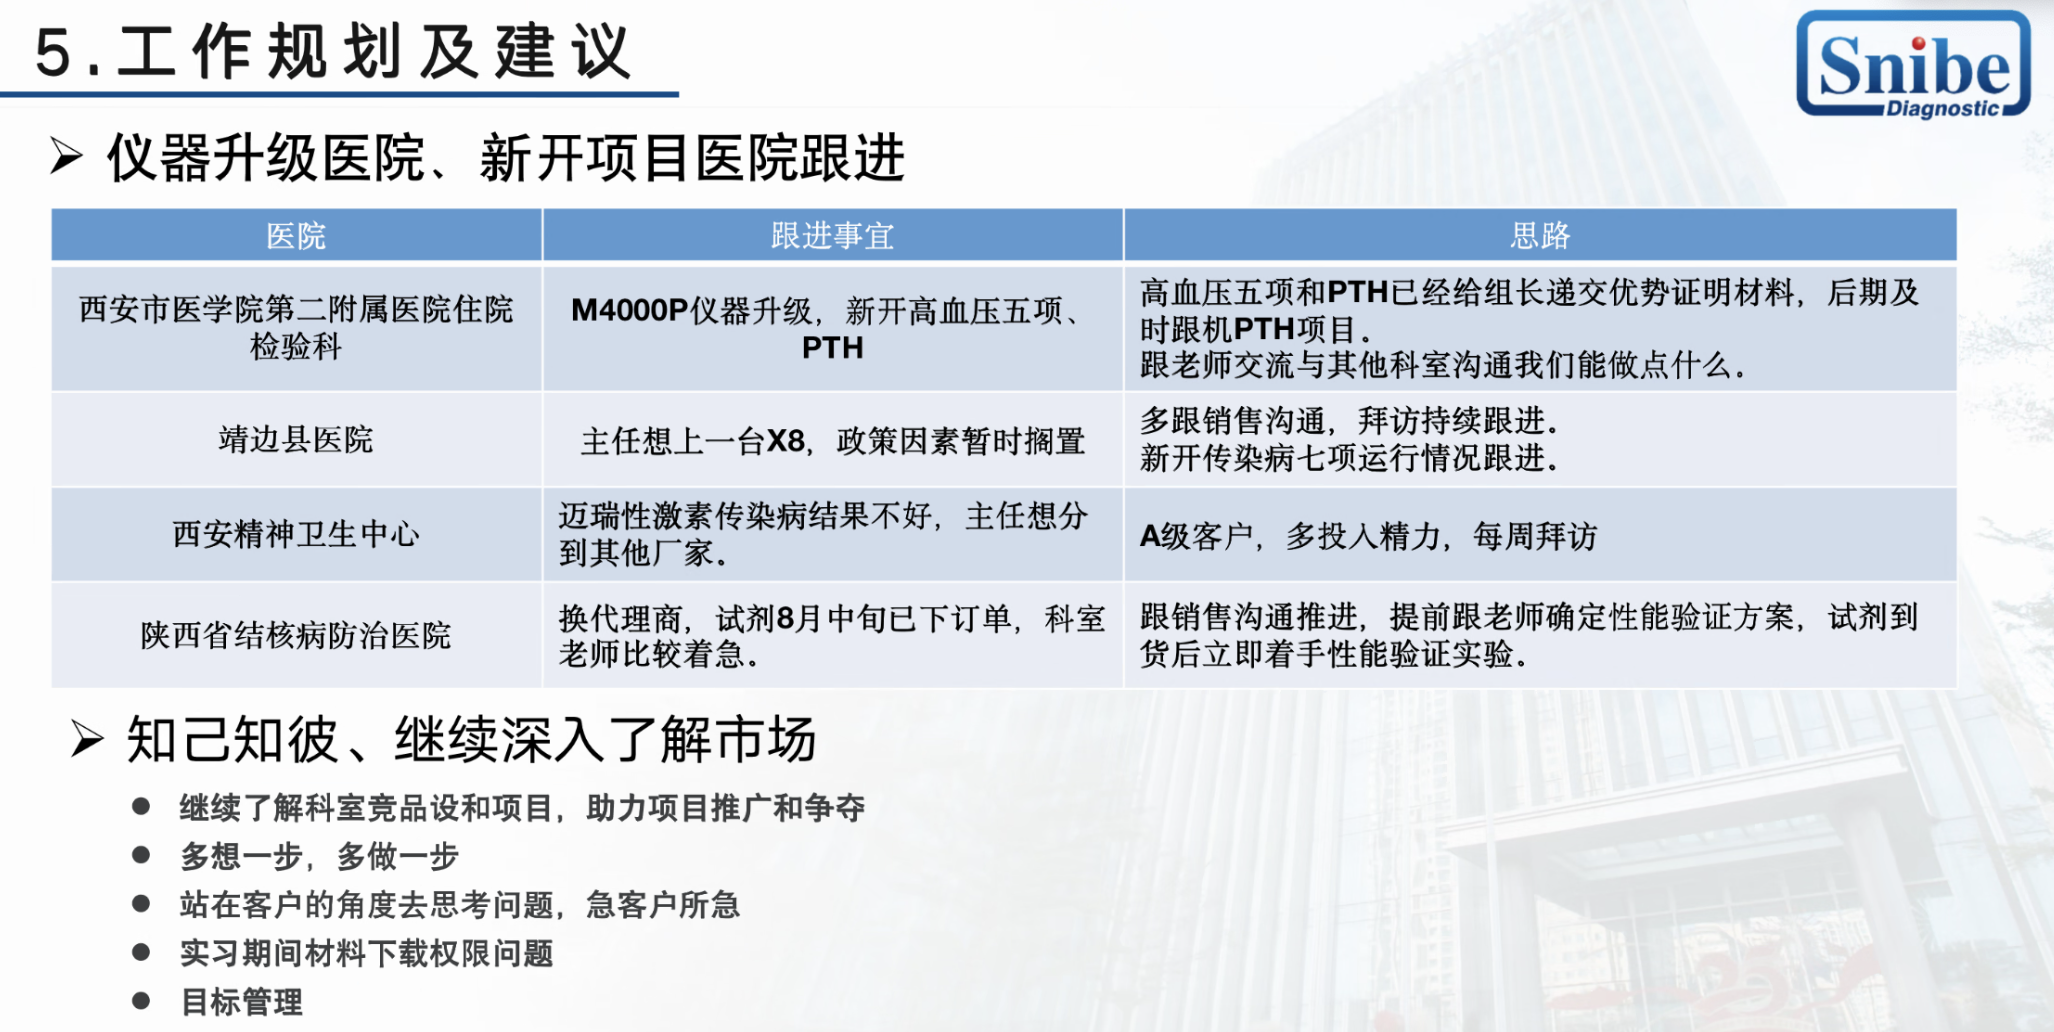 5.工作规划及建议
Snibe
Diagnostic
➢ 仪器升级医院、新开项目医院跟进
医院
跟进事宜
思路
西安市医学院第二附属医院住院
检验科
M4000P仪器升级，新开高血压五项、
PTH
高血压五项和PTH已经给组长递交优势证明材料，后期及
时跟机PTH项目。
跟老师交流与其他科室沟通我们能做点什么。
靖边县医院
主任想上一台X8，政策因素暂时搁置
多跟销售沟通，拜访持续跟进。
新开传染病七项运行情况跟进。
西安精神卫生中心
迈瑞性激素传染病结果不好，主任想分
到其他厂家。
A级客户，多投入精力，每周拜访
陕西省结核病防治医院
换代理商，试剂8月中旬已下订单，科室
老师比较着急。
跟销售沟通推进，提前跟老师确定性能验证方案，试剂到
货后立即着手性能验证实验。
➢ 知己知彼、继续深入了解市场
● 继续了解科室竞品设和项目，助力项目推广和争夺
● 多想一步，多做一步
● 站在客户的角度去思考问题，急客户所急
● 实习期间材料下载权限问题
● 目标管理